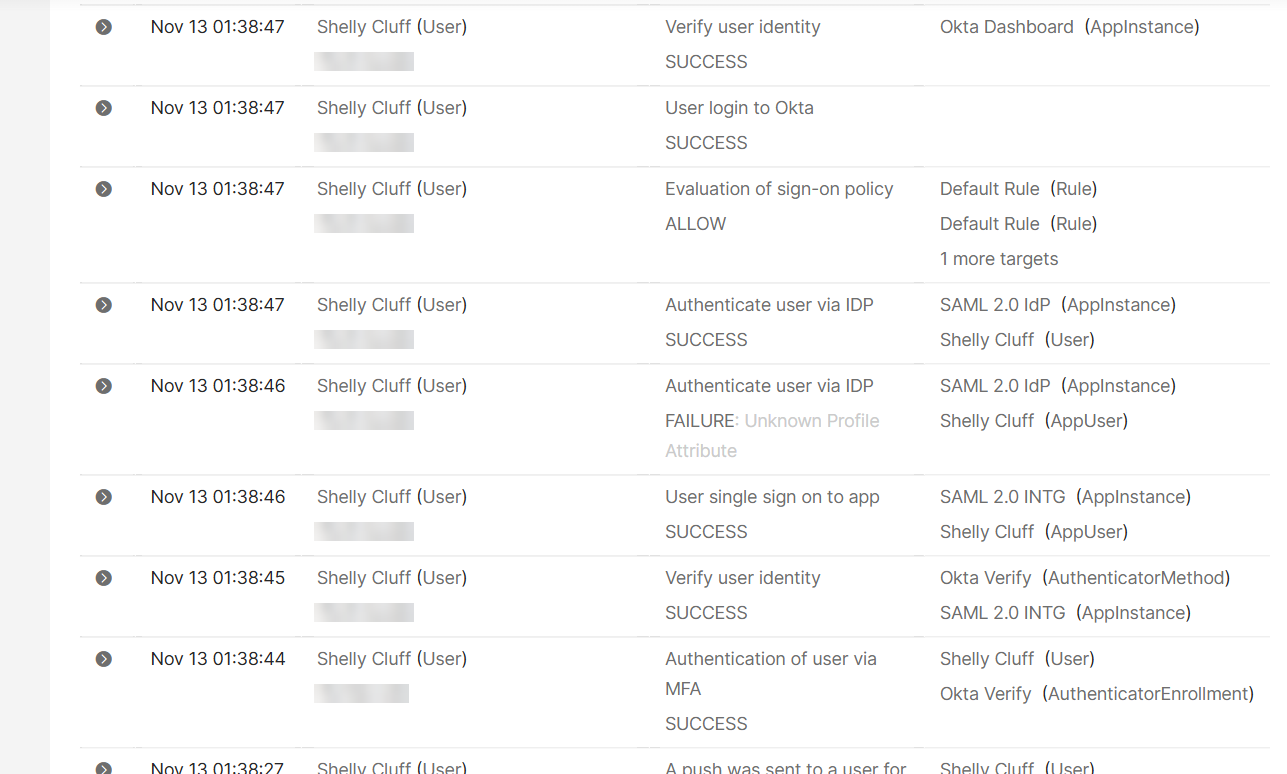 Nov 13 01:38:47 Shelly Cluff (User) Verify user identity Okta Dashboard (AppInstance)
SUCCESS
Nov 13 01:38:47 Shelly Cluff (User) User login to Okta
SUCCESS
Nov 13 01:38:47 Shelly Cluff (User) Evaluation of sign-on policy Default Rule (Rule)
ALLOW Default Rule (Rule)
1 more targets
Nov 13 01:38:47 Shelly Cluff (User) Authenticate user via IDP SAML 2.0 IdP (AppInstance)
SUCCESS Shelly Cluff (User)
Nov 13 01:38:46 Shelly Cluff (User) Authenticate user via IDP SAML 2.0 IdP (AppInstance)
FAILURE: Unknown Profile Shelly Cluff (AppUser)
Attribute
Nov 13 01:38:46 Shelly Cluff (User) User single sign on to app SAML 2.0 INTG (AppInstance)
SUCCESS Shelly Cluff (AppUser)
Nov 13 01:38:45 Shelly Cluff (User) Verify user identity Okta Verify (AuthenticatorMethod)
SUCCESS SAML 2.0 INTG (AppInstance)
Nov 13 01:38:44 Shelly Cluff (User) Authentication of user via Shelly Cluff (User)
MFA Okta Verify (AuthenticatorEnrollment)
SUCCESS
Nov 13 01:38:27 Shelly Cluff (User) A push was sent to a user for Shelly Cluff (User)